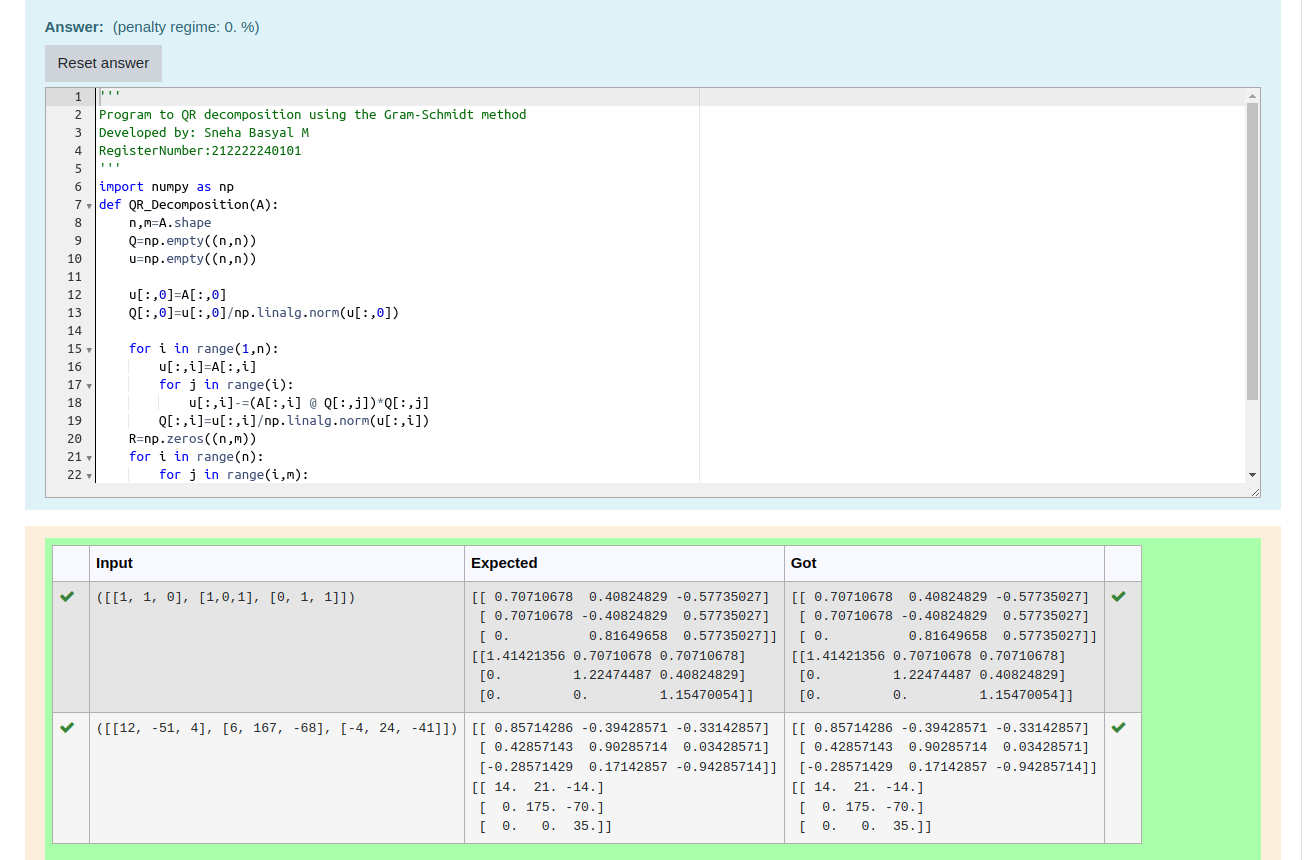 Answer: (penalty regime: 0. %)
Reset answer
1 '''
2 Program to QR decomposition using the Gram-Schmidt method
3 Developed by: Sneha Basyal M
4 RegisterNumber:212222240101
5 '''
6 import numpy as np
7 def QR_Decomposition(A):
8     n,m=A.shape
9     Q=np.empty((n,n))
10     u=np.empty((n,n))
11
12     u[:,0]=A[:,0]
13     Q[:,0]=u[:,0]/np.linalg.norm(u[:,0])
14
15     for i in range(1,n):
16         u[:,i]=A[:,i]
17         for j in range(i):
18             u[:,i]-=(A[:,i] @ Q[:,j])*Q[:,j]
19         Q[:,i]=u[:,i]/np.linalg.norm(u[:,i])
20     R=np.zeros((n,m))
21     for i in range(n):
22         for j in range(i,m):
Input Expected Got
([[1, 1, 0], [1,0,1], [0, 1, 1]]) [[ 0.70710678  0.40824829 -0.57735027] [[ 0.70710678  0.40824829 -0.57735027]
[ 0.70710678 -0.40824829  0.57735027] [ 0.70710678 -0.40824829  0.57735027]
[ 0.          0.81649658  0.57735027]] [ 0.          0.81649658  0.57735027]]
[[1.41421356 0.70710678 0.70710678] [[1.41421356 0.70710678 0.70710678]
[0.         1.22474487 0.40824829] [0.         1.22474487 0.40824829]
[0.         0.         1.15470054]] [0.         0.         1.15470054]]
([[12, -51, 4], [6, 167, -68], [-4, 24, -41]]) [[ 0.85714286 -0.39428571 -0.33142857] [[ 0.85714286 -0.39428571 -0.33142857]
[ 0.42857143  0.90285714  0.03428571] [ 0.42857143  0.90285714  0.03428571]
[-0.28571429  0.17142857 -0.94285714]] [-0.28571429  0.17142857 -0.94285714]]
[[ 14.  21. -14.] [[ 14.  21. -14.]
[  0. 175. -70.] [  0. 175. -70.]
[  0.   0.  35.]] [  0.   0.  35.]]